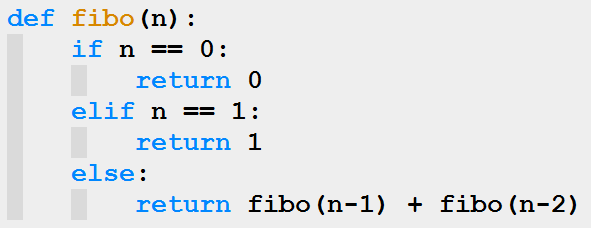 def fibo(n):
    if n == 0:
        return 0
    elif n == 1:
        return 1
    else:
        return fibo(n-1) + fibo(n-2)